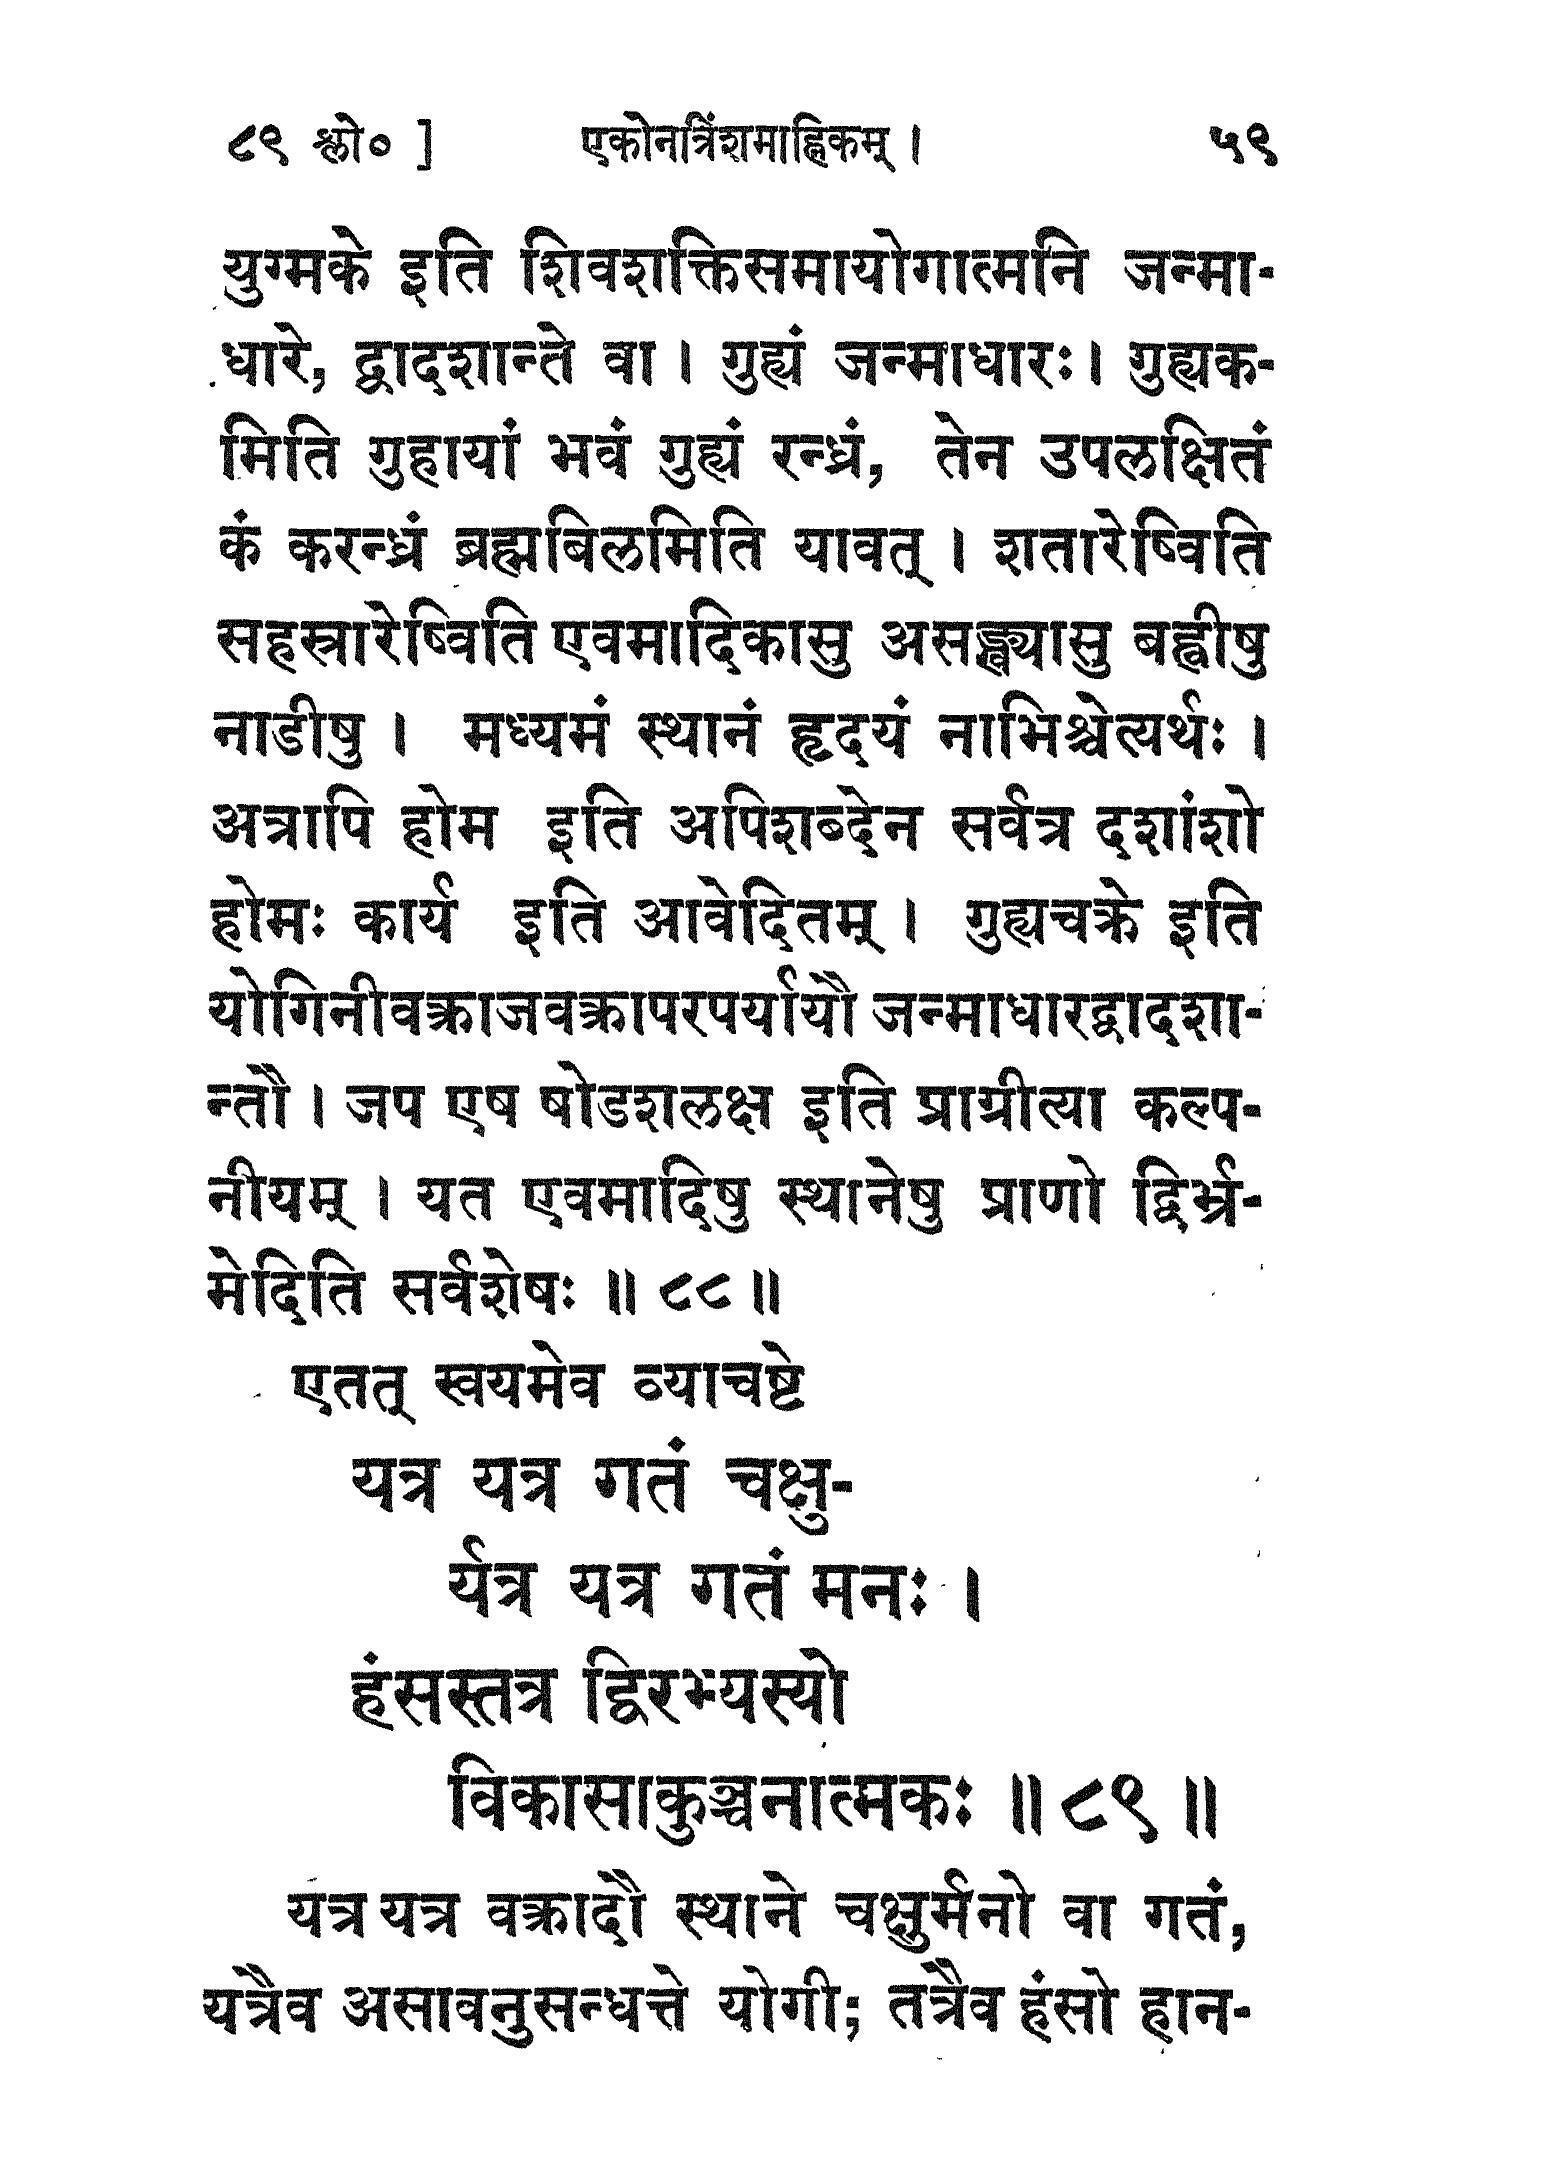 ८९ श्लो० ] एकोनत्रिंशमाह्निकम् । ५९
युग्मके इति शिवशक्तिसमायोगात्मनि जन्मा-
धारे, द्वादशान्ते वा । गुह्यं जन्माधारः। गुह्यक-
मिति गुहायां भवं गुह्यं रन्ध्रं, तेन उपलक्षितं
कं करन्ध्रं ब्रह्मबिलमिति यावत् । शतारेष्विति
सहस्रारेष्विति एवमादिकासु असङ्ख्यासु बह्वीषु
नाडीषु । मध्यमं स्थानं हृदयं नाभिश्चेत्यर्थः ।
अत्रापि होम इति अपिशब्देन सर्वत्र दशांशो
होमः कार्य इति आवेदितम् । गुह्यचक्रे इति
योगिनीवक्राजवक्रापरपर्यायौ जन्माधारद्वादशा-
न्तौ । जप एष षोडशलक्ष इति प्राग्रीत्या कल्प-
नीयम् । यत एवमादिषु स्थानेषु प्राणो द्विर्भ्र-
मेदिति सर्वशेषः ॥ ८८ ॥
एतत् स्वयमेव व्याचष्टे
यत्र यत्र गतं चक्षु-
र्यत्र यत्र गतं मनः ।
हंसस्तत्र द्विरभ्यस्यो
विकासाकुञ्चनात्मकः ॥ ८९ ॥
यत्र यत्र वक्रादौ स्थाने चक्षुर्मनो वा गतं,
यत्रैव असावनुसन्धत्ते योगी; तत्रैव हंसो हान-